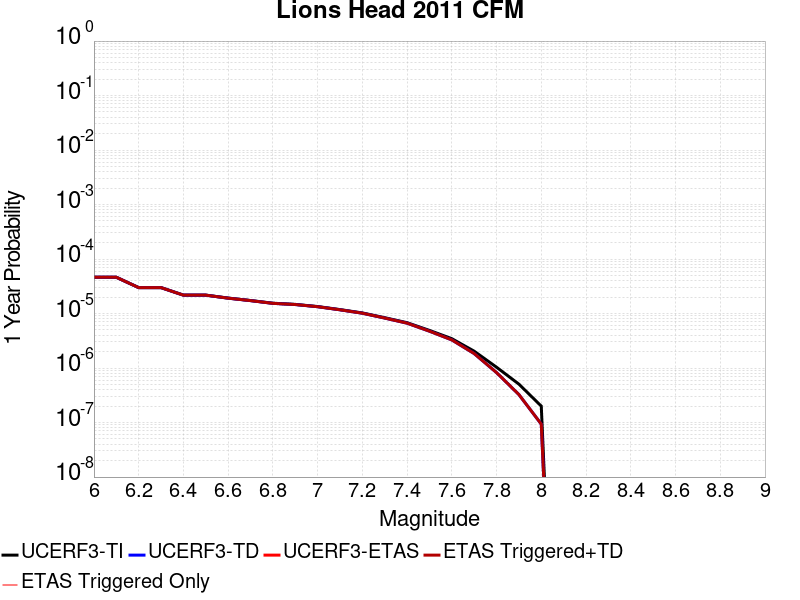 Lions Head 2011 CFM
10^0
10^-1
10^-2
10^-3
10^-4
10^-5
10^-6
10^-7
10^-8
1 Year Probability
6 6.2 6.4 6.6 6.8 7 7.2 7.4 7.6 7.8 8 8.2 8.4 8.6 8.8 9
Magnitude
UCERF3-TI UCERF3-TD UCERF3-ETAS ETAS Triggered+TD
ETAS Triggered Only